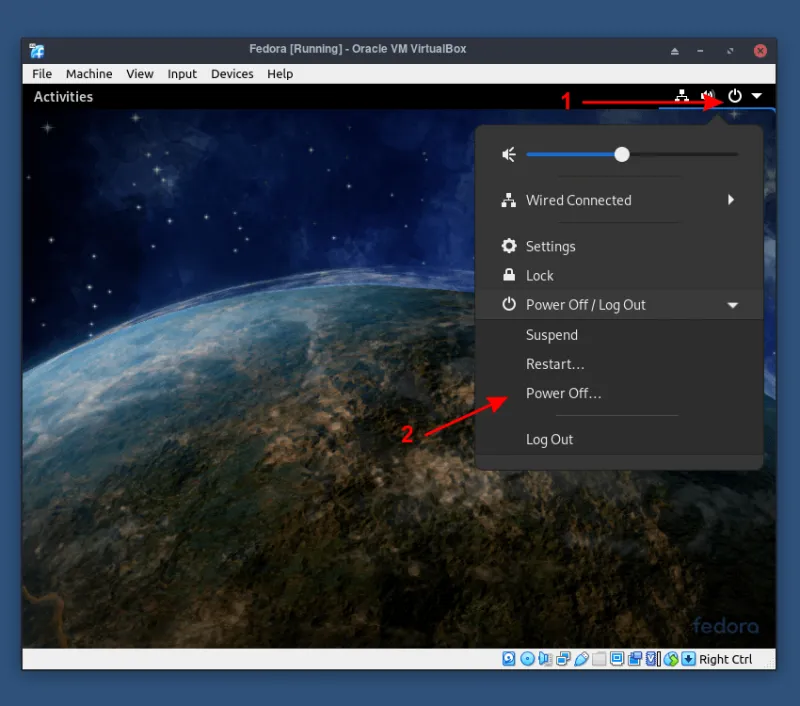 Fedora [Running] - Oracle VM VirtualBox
File Machine View Input Devices Help
Activities
1
Wired Connected
Settings
Lock
Power Off / Log Out
Suspend
Restart...
Power Off...
2
Log Out
fedora
Right Ctrl